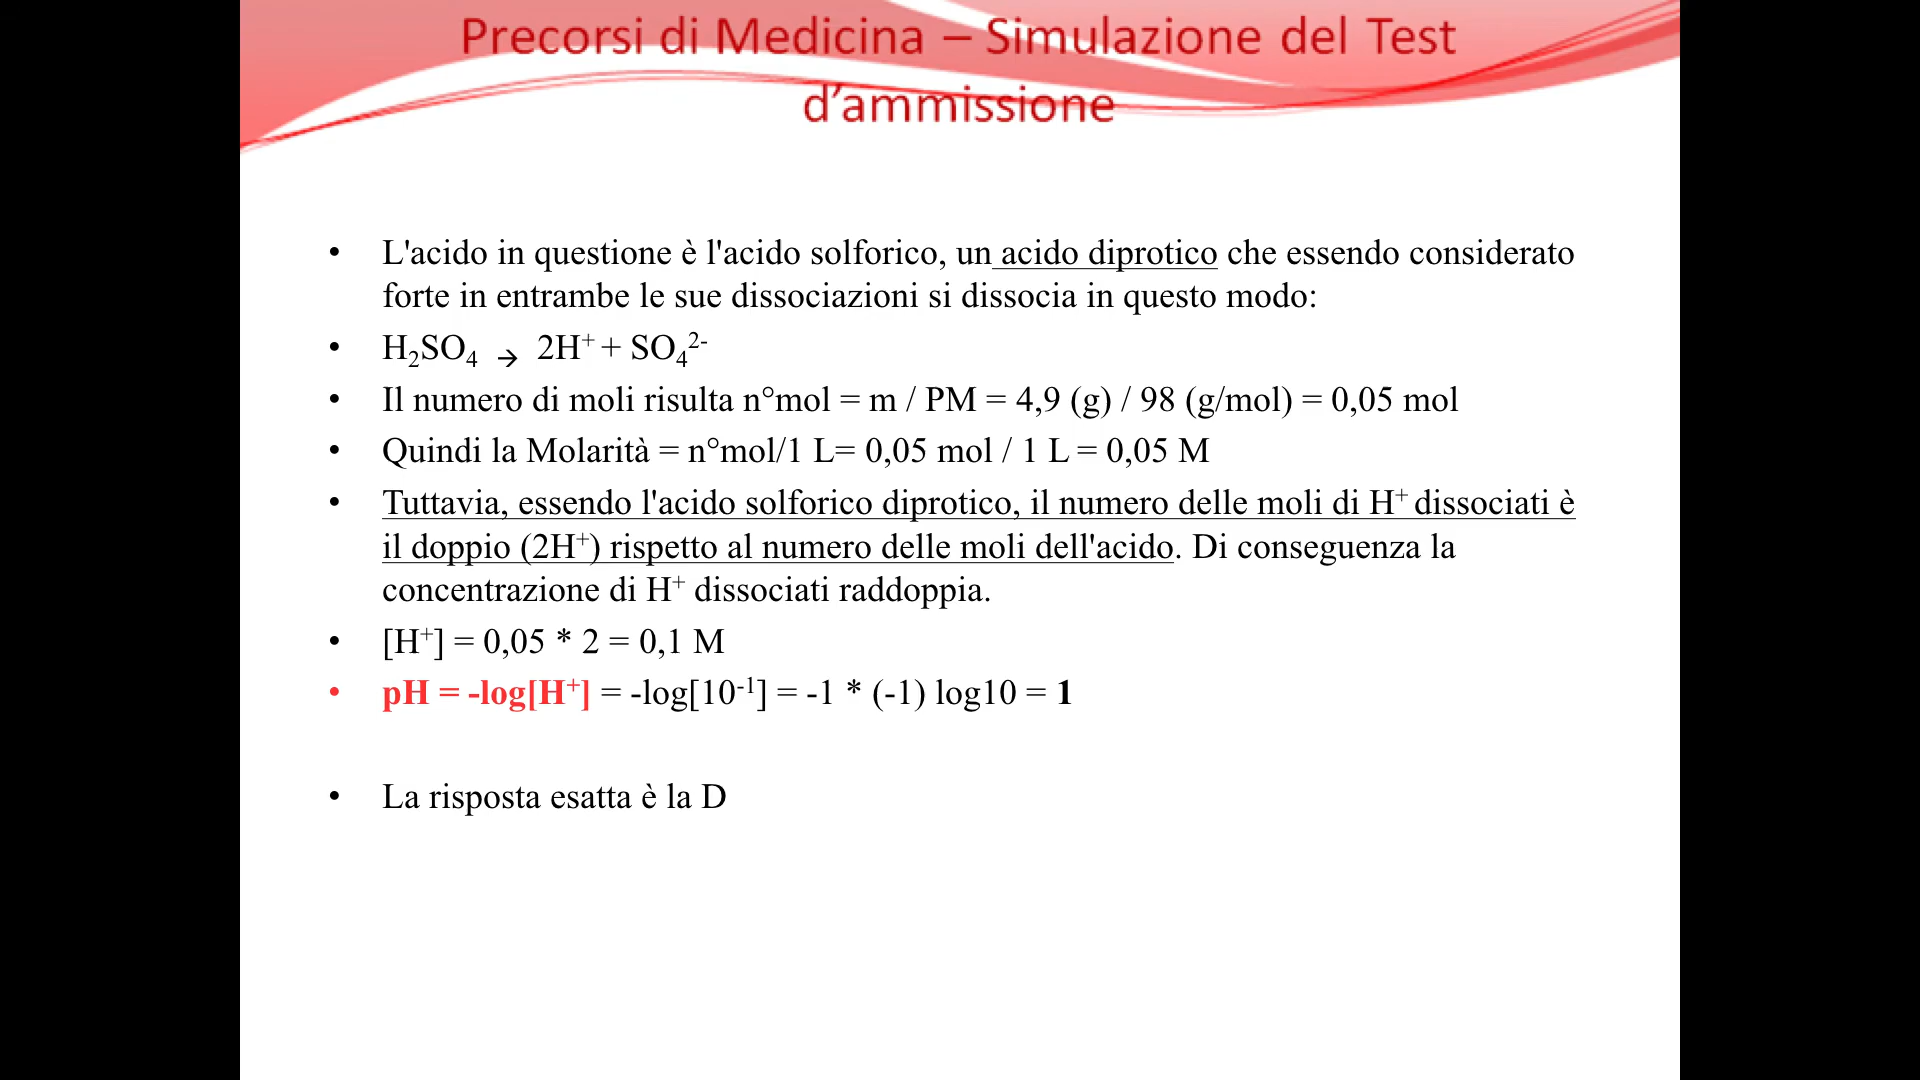 Precorsi di Medicina – Simulazione del Test
d’ammissione
• L'acido in questione è l'acido solforico, un acido diprotico che essendo considerato
forte in entrambe le sue dissociazioni si dissocia in questo modo:
• H₂SO₄ → 2H⁺ + SO₄²⁻
• Il numero di moli risulta n°mol = m / PM = 4,9 (g) / 98 (g/mol) = 0,05 mol
• Quindi la Molarità = n°mol/1 L= 0,05 mol / 1 L = 0,05 M
• Tuttavia, essendo l'acido solforico diprotico, il numero delle moli di H⁺ dissociati è
il doppio (2H⁺) rispetto al numero delle moli dell'acido. Di conseguenza la
concentrazione di H⁺ dissociati raddoppia.
• [H⁺] = 0,05 * 2 = 0,1 M
• pH = -log[H⁺] = -log[10⁻¹] = -1 * (-1) log10 = 1
• La risposta esatta è la D